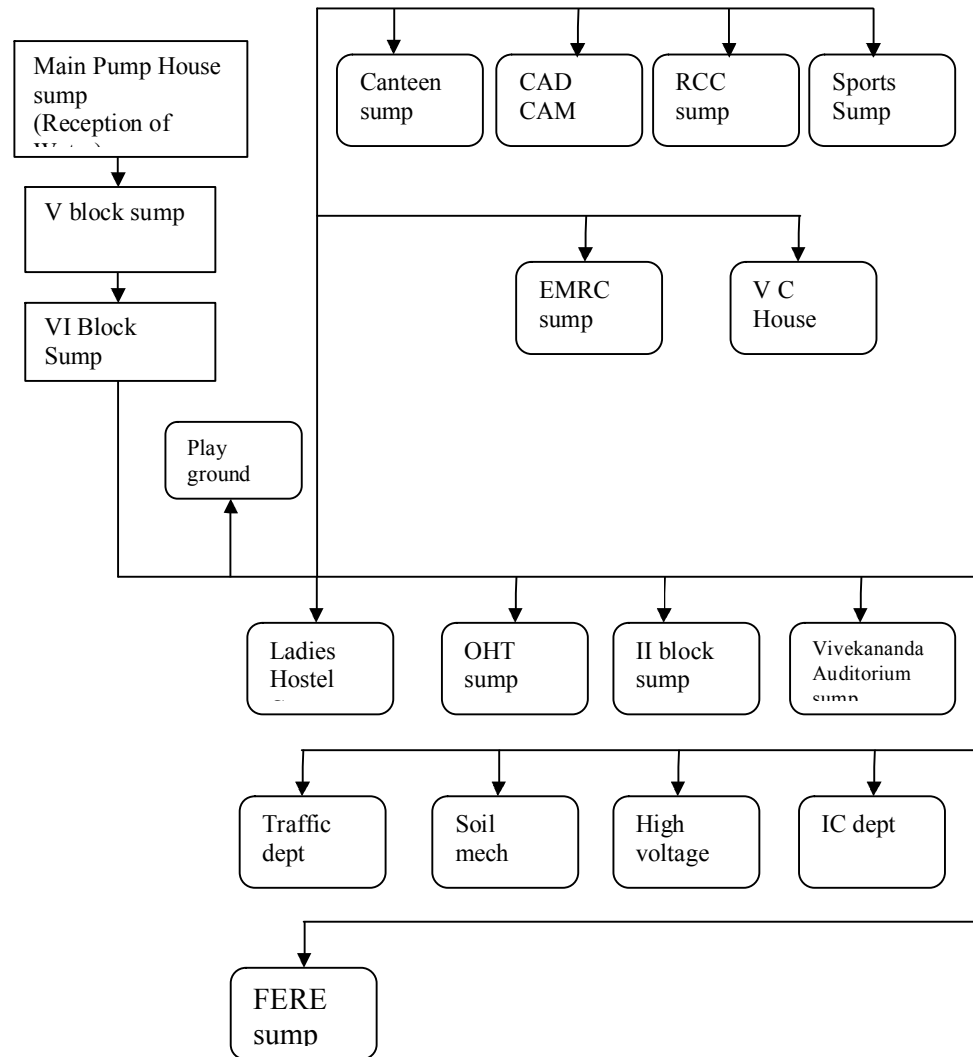 Main Pump House
sump
(Reception of
Canteen
sump
CAD
CAM
RCC
sump
Sports
Sump
V block sump
VI Block
Sump
EMRC
sump
V C
House
Play
ground
Ladies
Hostel
OHT
sump
II block
sump
Vivekananda
Auditorium
sump
Traffic
dept
Soil
mech
High
voltage
IC dept
FERE
sump